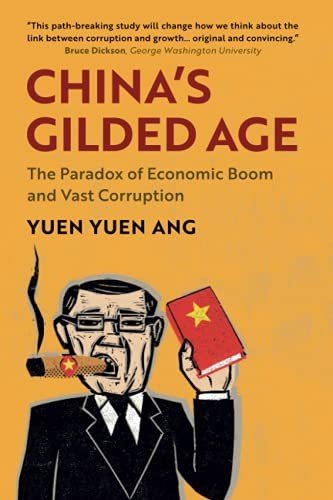 “This path-breaking study will change how we think about the
link between corruption and growth... original and convincing.”
Bruce Dickson, George Washington University
CHINA’S
GILDED AGE
The Paradox of Economic Boom
and Vast Corruption
YUEN YUEN ANG